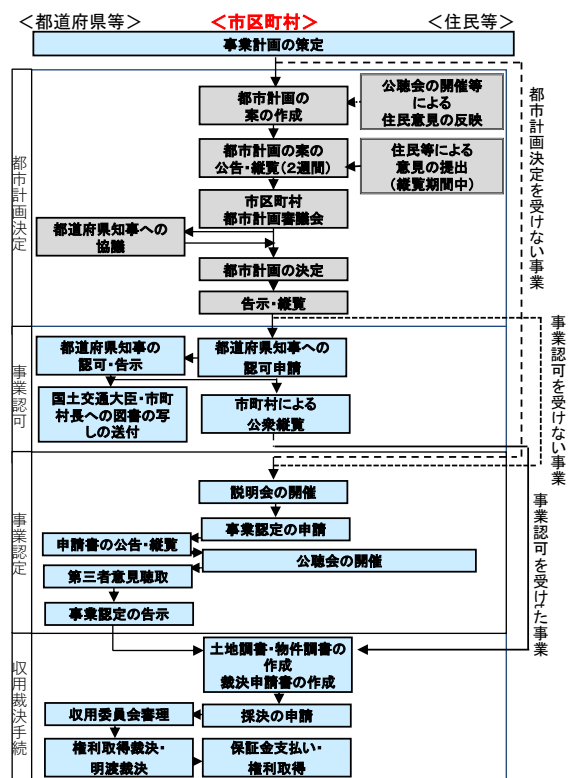 ＜都道府県等＞
＜市区町村＞
＜住民等＞
事業計画の策定
都市計画決定
都市計画の
案の作成
公聴会の開催等
による
住民意見の反映
都市計画の案の
公告・縦覧(2週間)
住民等による
意見の提出
(縦覧期間中)
市区町村
都市計画審議会
都道府県知事への
協議
都市計画の決定
告示・縦覧
都市計画決定を受けない事業
事業認可
都道府県知事の
認可・告示
都道府県知事への
認可申請
国土交通大臣・市町
村長への図書の写
しの送付
市町村による
公衆縦覧
事業認可を受けない事業
事業認定
説明会の開催
事業認定の申請
申請書の公告・縦覧
公聴会の開催
第三者意見聴取
事業認定の告示
事業認可を受けた事業
収用裁決手続
土地調書・物件調書の
作成
裁決申請書の作成
収用委員会審理
採決の申請
権利取得裁決・
明渡裁決
保証金支払い・
権利取得